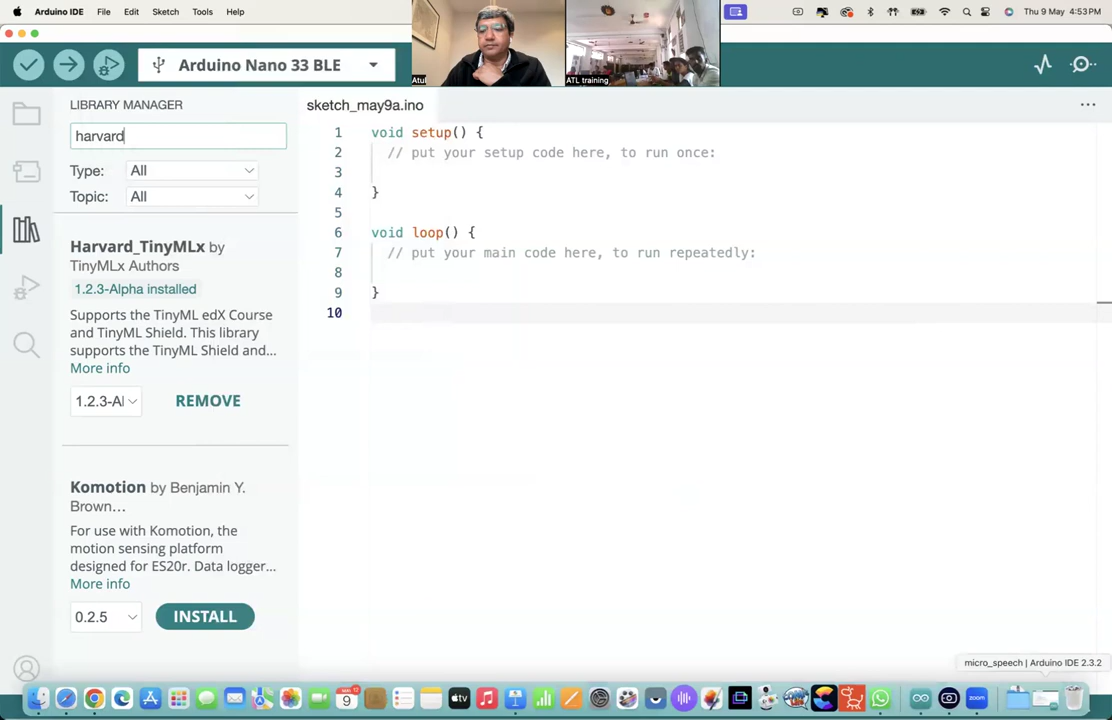 Arduino IDE File Edit Sketch Tools Help
Thu 9 May 4:53 PM
Arduino Nano 33 BLE
Atul
ATL training
LIBRARY MANAGER
harvard
Type: All
Topic: All
Harvard_TinyMLx by
TinyMLx Authors
1.2.3-Alpha installed
Supports the TinyML edX Course
and TinyML Shield. This library
supports the TinyML Shield and...
More info
1.2.3-Al
REMOVE
Komotion by Benjamin Y.
Brown...
For use with Komotion, the
motion sensing platform
designed for ES20r. Data logger...
More info
0.2.5
INSTALL
sketch_may9a.ino
1 void setup() {
2 // put your setup code here, to run once:
3
4 }
5
6 void loop() {
7 // put your main code here, to run repeatedly:
8
9 }
10
micro_speech | Arduino IDE 2.3.2
9
tv
zoom